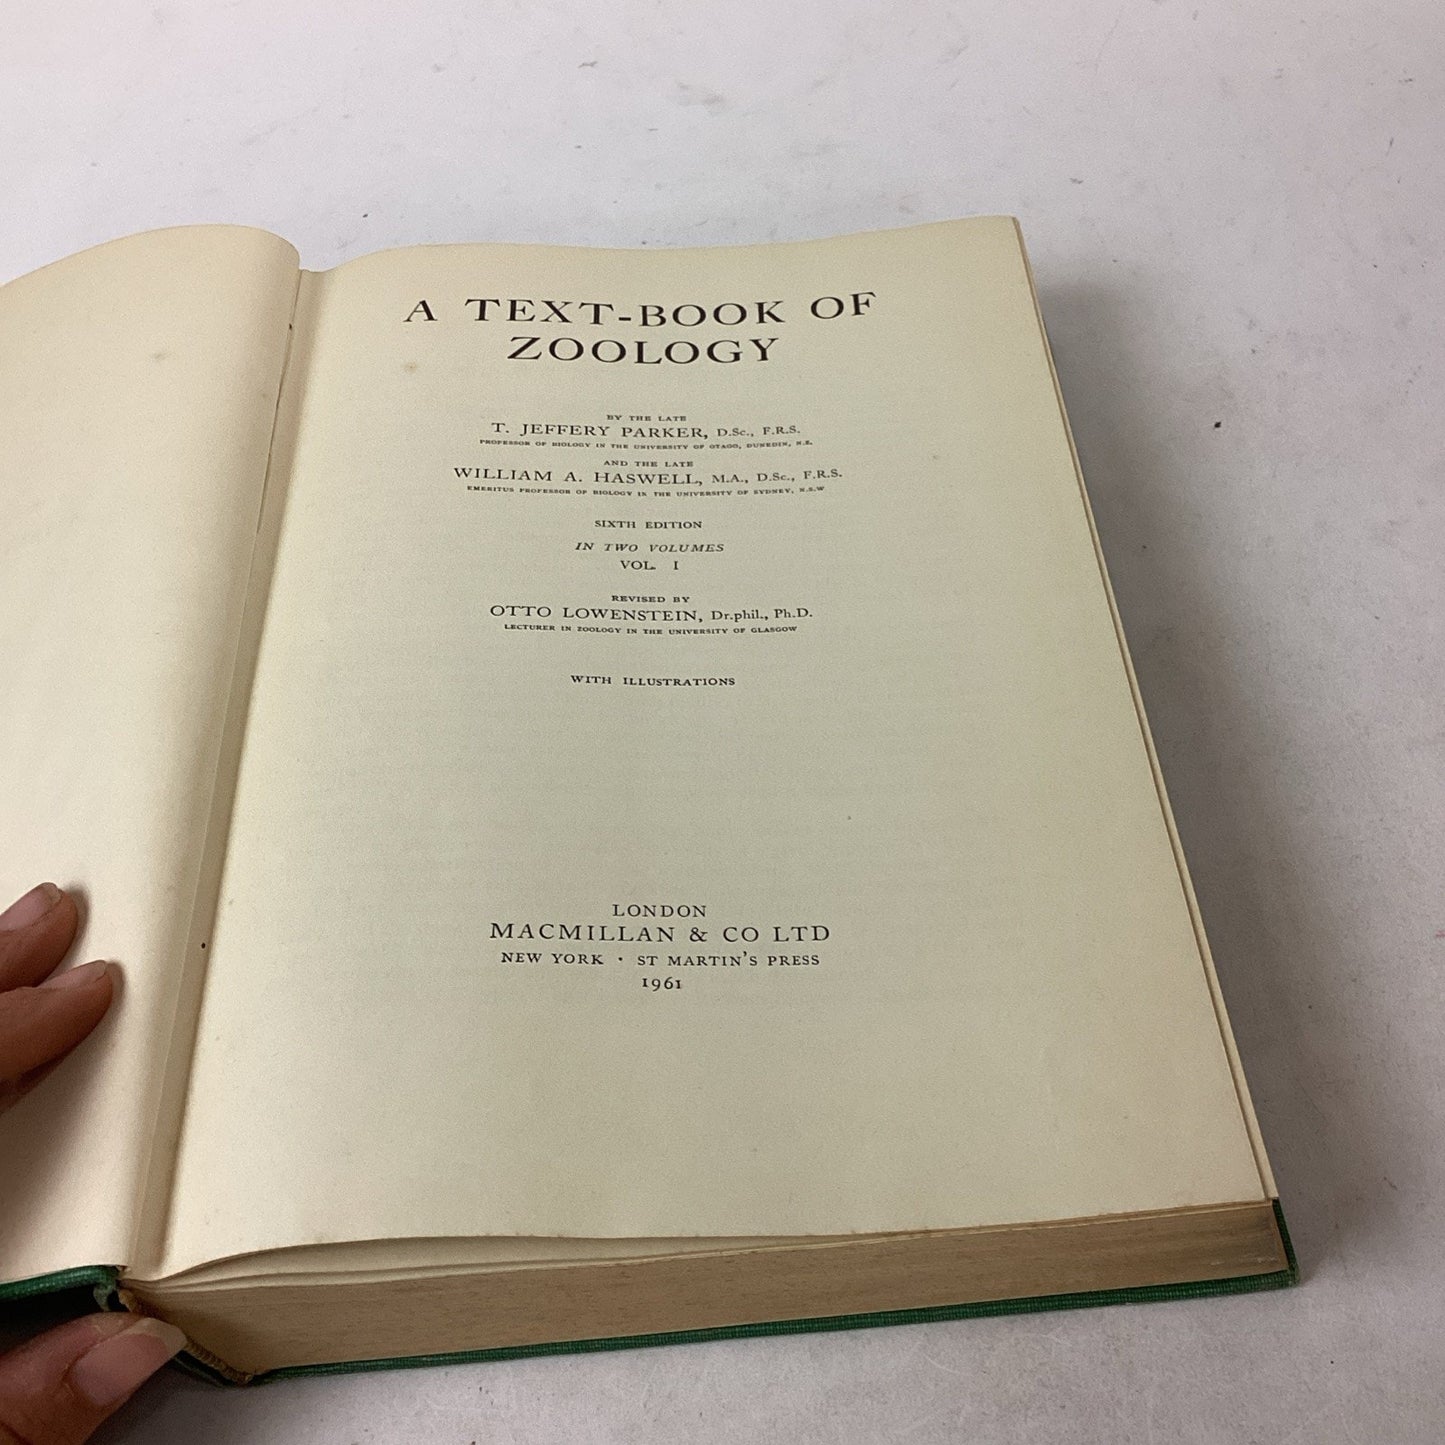 A TEXT-BOOK OF
ZOOLOGY
BY THE LATE
T. JEFFERY PARKER, D.Sc., F.R.S.
PROFESSOR OF BIOLOGY IN THE UNIVERSITY OF OTAGO, DUNEDIN, N.Z.
AND THE LATE
WILLIAM A. HASWELL, M.A., D.Sc., F.R.S.
EMERITUS PROFESSOR OF BIOLOGY IN THE UNIVERSITY OF SYDNEY, N.S.W
SIXTH EDITION
IN TWO VOLUMES
VOL. I
REVISED BY
OTTO LOWENSTEIN, Dr.phil., Ph.D.
LECTURER IN ZOOLOGY IN THE UNIVERSITY OF GLASGOW
WITH ILLUSTRATIONS
LONDON
MACMILLAN & CO LTD
NEW YORK · ST MARTIN'S PRESS
1961